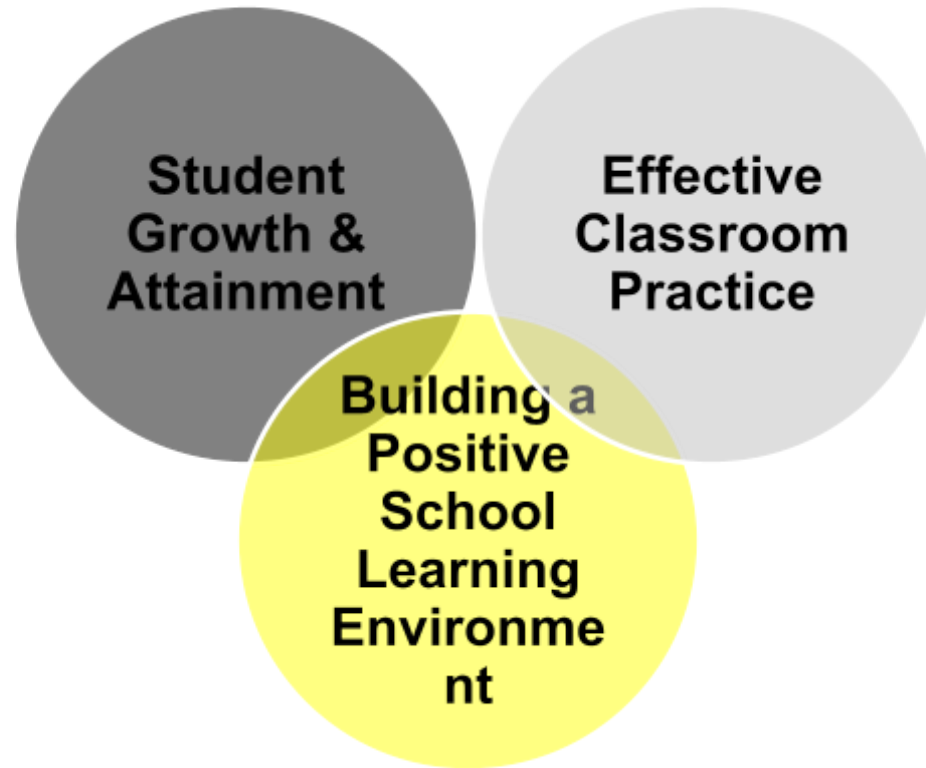 Student
Growth &
Attainment
Effective
Classroom
Practice
Building a
Positive
School
Learning
Environme
nt